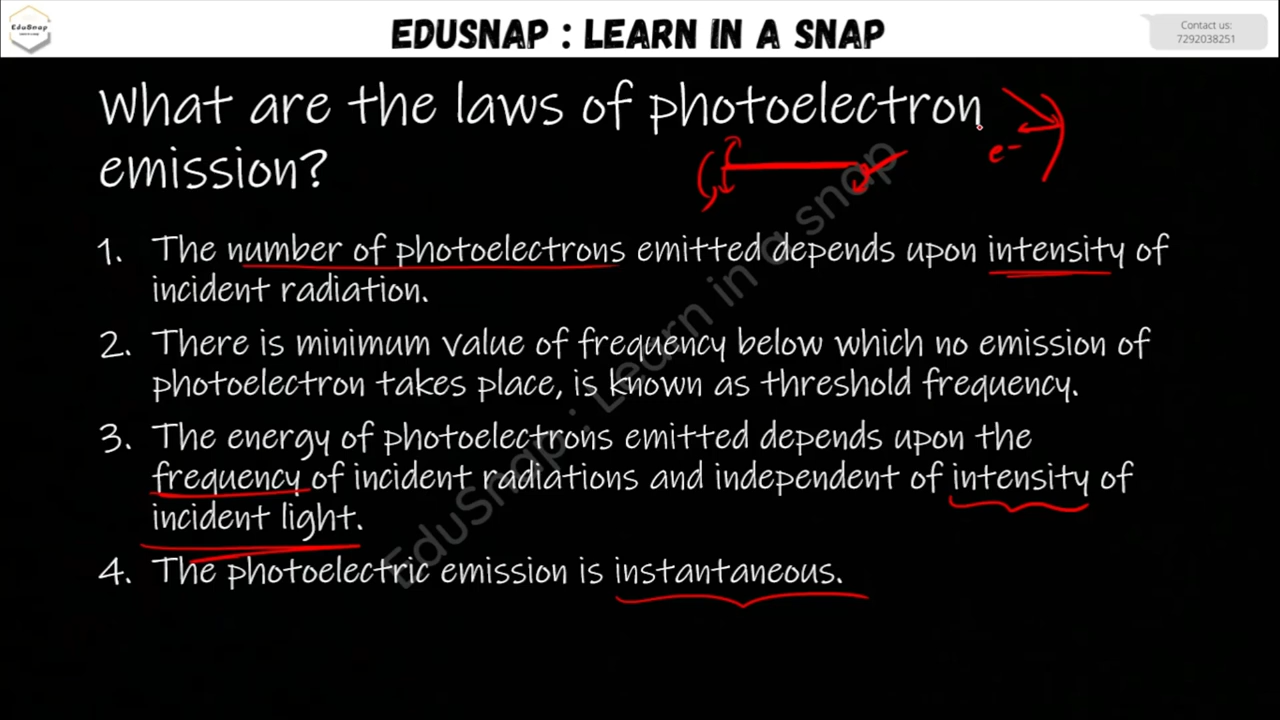 EduSnap
EDUSNAP : LEARN IN A SNAP
Contact us:
7292038251
What are the laws of photoelectron
emission?
e-
1. The number of photoelectrons emitted depends upon intensity of
incident radiation.
2. There is minimum value of frequency below which no emission of
photoelectron takes place, is known as threshold frequency.
3. The energy of photoelectrons emitted depends upon the
frequency of incident radiations and independent of intensity of
incident light.
4. The photoelectric emission is instantaneous.
EduSnap : Learn in a snap